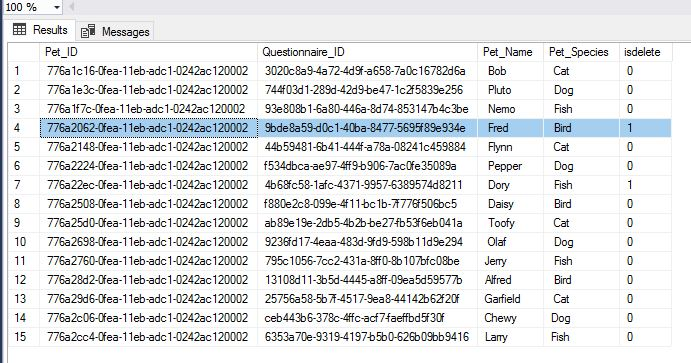 100 %
Results Messages
Pet_ID Questionnaire_ID Pet_Name Pet_Species isdelete
1 776a1c16-0fea-11eb-adc1-0242ac120002 3020c8a9-4a72-4d9f-a658-7a0c16782d6a Bob Cat 0
2 776a1e3c-0fea-11eb-adc1-0242ac120002 744f03d1-289d-42d9-be47-1c2f5839e256 Pluto Dog 0
3 776a1f7c-0fea-11eb-adc1-0242ac120002 93e808b1-6a80-446a-8d74-853147b4c3be Nemo Fish 0
4 776a2062-0fea-11eb-adc1-0242ac120002 9bde8a59-d0c1-40ba-8477-5695f89e934e Fred Bird 1
5 776a2148-0fea-11eb-adc1-0242ac120002 44b59481-6b41-444f-a78a-08241c459884 Flynn Cat 0
6 776a2224-0fea-11eb-adc1-0242ac120002 f534dbca-ae97-4ff9-b906-7ac0fe35089a Pepper Dog 0
7 776a22ec-0fea-11eb-adc1-0242ac120002 4b68fc58-1afc-4371-9957-6389574d8211 Dory Fish 1
8 776a2508-0fea-11eb-adc1-0242ac120002 f880e2c8-099e-4f11-bc1b-7f776f506bc5 Daisy Bird 0
9 776a25d0-0fea-11eb-adc1-0242ac120002 ab89e19e-2db5-4b2b-be27-fb53f6eb041a Toofy Cat 0
10 776a2698-0fea-11eb-adc1-0242ac120002 9236fd17-4eaa-483d-9fd9-598b11d9e294 Olaf Dog 0
11 776a2760-0fea-11eb-adc1-0242ac120002 795c1056-7cc2-431a-8ff0-8b107bfc08be Jerry Fish 0
12 776a28d2-0fea-11eb-adc1-0242ac120002 13108d11-3b5d-4445-a8ff-09ea5d59577b Alfred Bird 0
13 776a29d6-0fea-11eb-adc1-0242ac120002 25756a58-5b7f-4517-9ea8-44142b62f20f Garfield Cat 0
14 776a2c06-0fea-11eb-adc1-0242ac120002 ceb443b6-378c-4ffc-acf7-faeffbd5f30f Chewy Dog 0
15 776a2cc4-0fea-11eb-adc1-0242ac120002 6353a70e-9319-4197-b5b0-626b09bb9416 Larry Fish 0